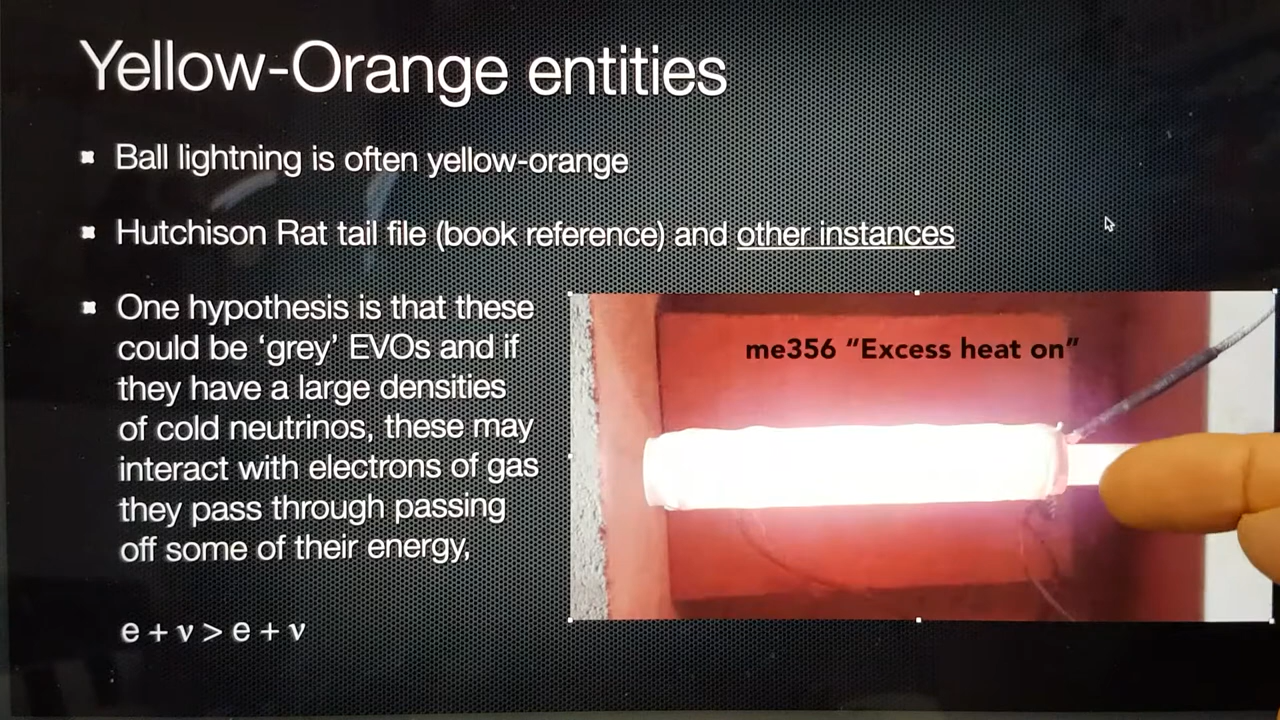 Yellow-Orange entities
Ball lightning is often yellow-orange
Hutchison Rat tail file (book reference) and other instances
One hypothesis is that these
could be ‘grey’ EVOs and if
they have a large densities
of cold neutrinos, these may
interact with electrons of gas
they pass through passing
off some of their energy,
e + ν > e + ν
me356 “Excess heat on”